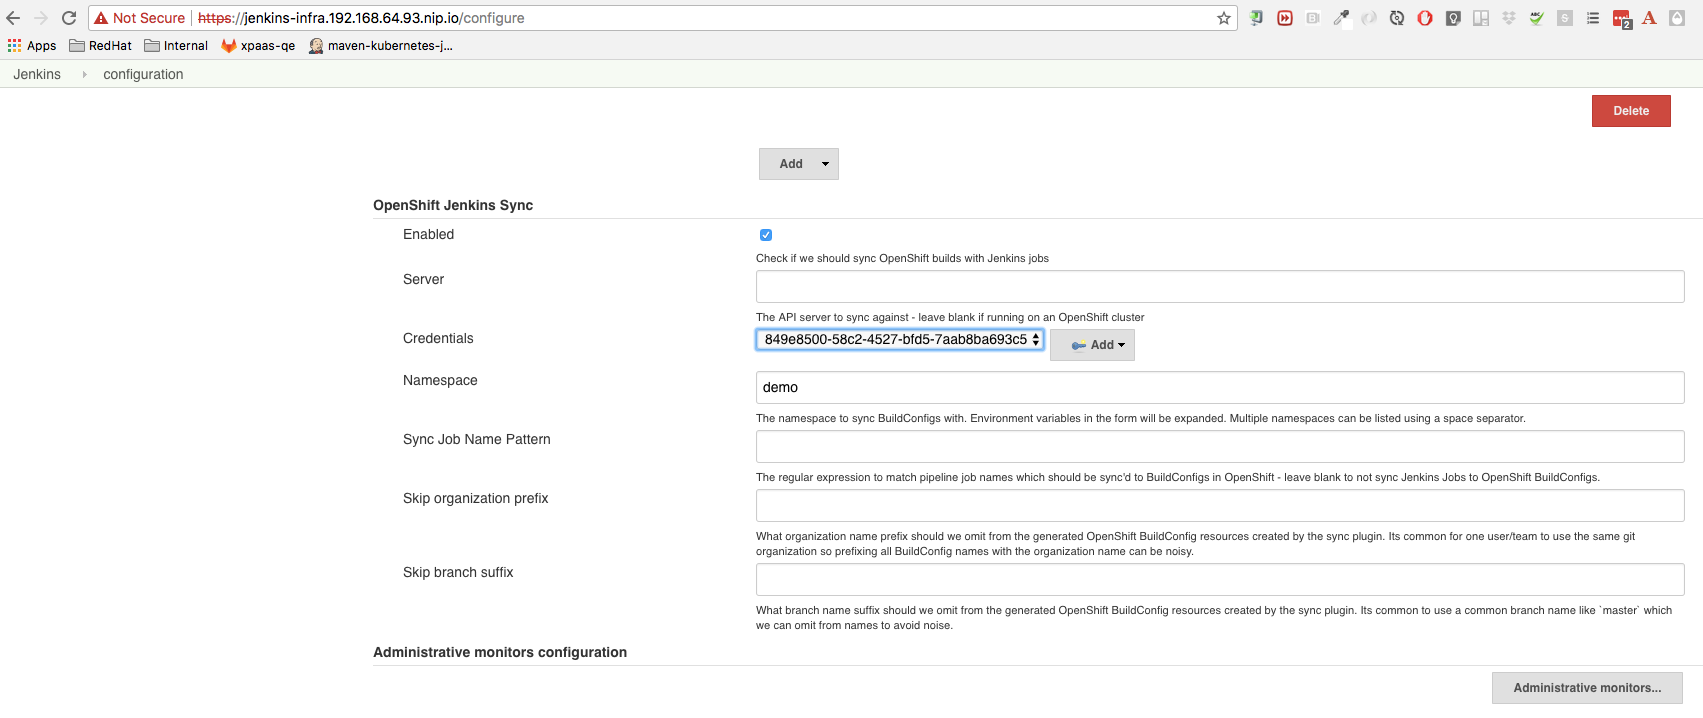 Not Secure | https://jenkins-infra.192.168.64.93.nip.io/configure
Apps RedHat Internal xpaas-qe maven-kubernetes-j...
Jenkins configuration
Delete
Add
OpenShift Jenkins Sync
Enabled
Check if we should sync OpenShift builds with Jenkins jobs
Server
The API server to sync against - leave blank if running on an OpenShift cluster
Credentials 849e8500-58c2-4527-bfd5-7aab8ba693c5 Add
Namespace demo
The namespace to sync BuildConfigs with. Environment variables in the form will be expanded. Multiple namespaces can be listed using a space separator.
Sync Job Name Pattern
The regular expression to match pipeline job names which should be sync'd to BuildConfigs in OpenShift - leave blank to not sync Jenkins Jobs to OpenShift BuildConfigs.
Skip organization prefix
What organization name prefix should we omit from the generated OpenShift BuildConfig resources created by the sync plugin. Its common for one user/team to use the same git
organization so prefixing all BuildConfig names with the organization name can be noisy.
Skip branch suffix
What branch name suffix should we omit from the generated OpenShift BuildConfig resources created by the sync plugin. Its common to use a common branch name like `master` which
we can omit from names to avoid noise.
Administrative monitors configuration
Administrative monitors...